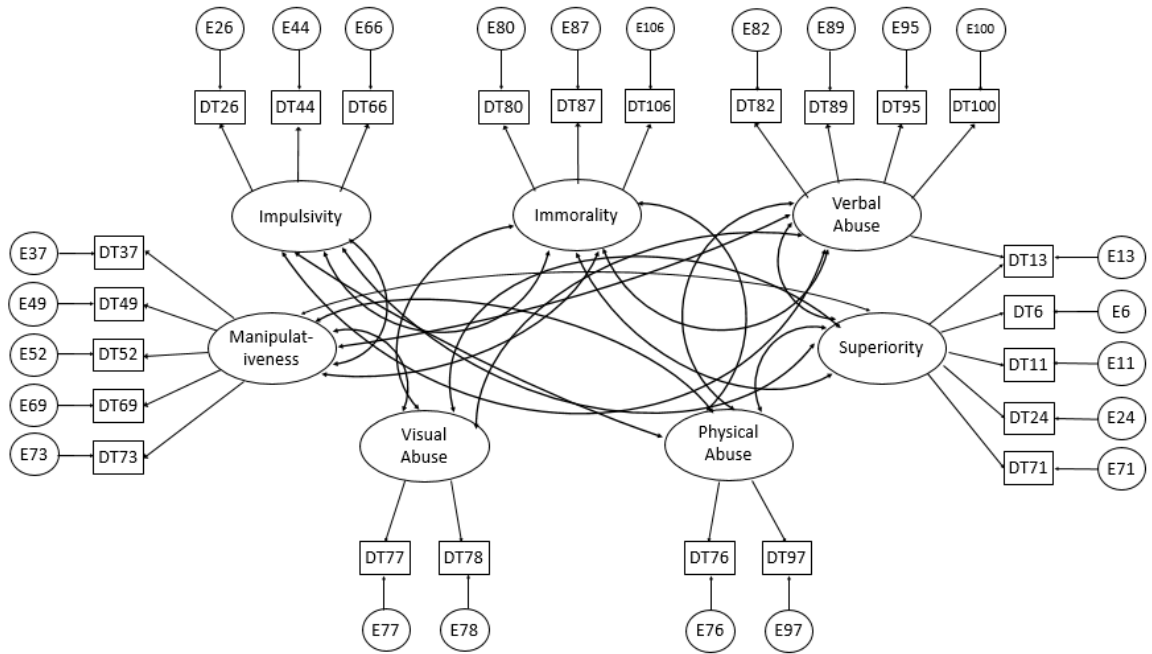 E26
E44
E66
E80
E87
E106
E82
E89
E95
E100
DT26
DT44
DT66
DT80
DT87
DT106
DT82
DT89
DT95
DT100
Impulsivity
Immorality
Verbal
Abuse
E37
DT37
DT13
E13
E49
DT49
DT6
E6
Manipulat-
iveness
Superiority
E52
DT52
DT11
E11
E69
DT69
DT24
E24
Visual
Abuse
Physical
Abuse
E73
DT73
DT71
E71
DT77
DT78
DT76
DT97
E77
E78
E76
E97